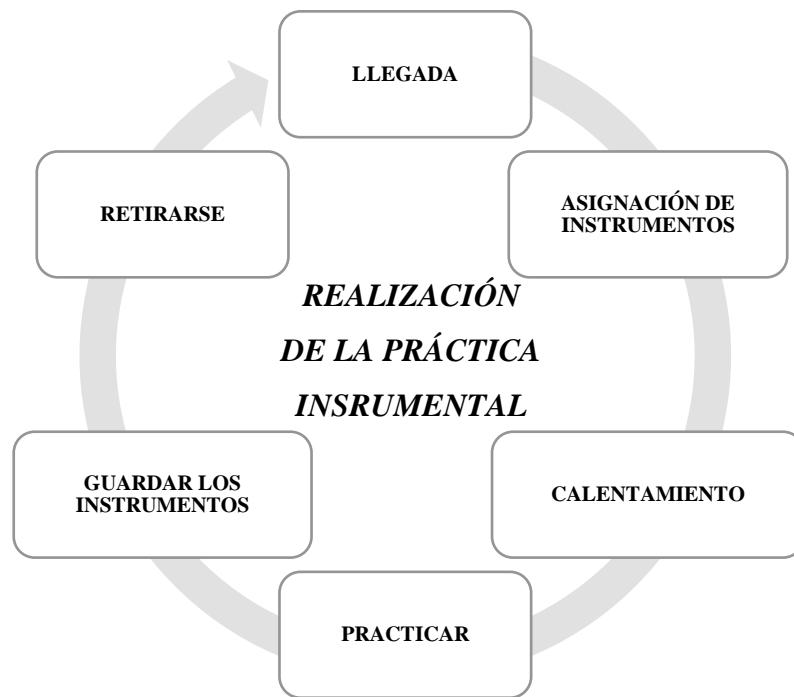 LLEGADA
ASIGNACIÓN DE
INSTRUMENTOS
CALENTAMIENTO
PRACTICAR
GUARDAR LOS
INSTRUMENTOS
RETIRARSE
REALIZACIÓN
DE LA PRÁCTICA
INSRUMENTAL